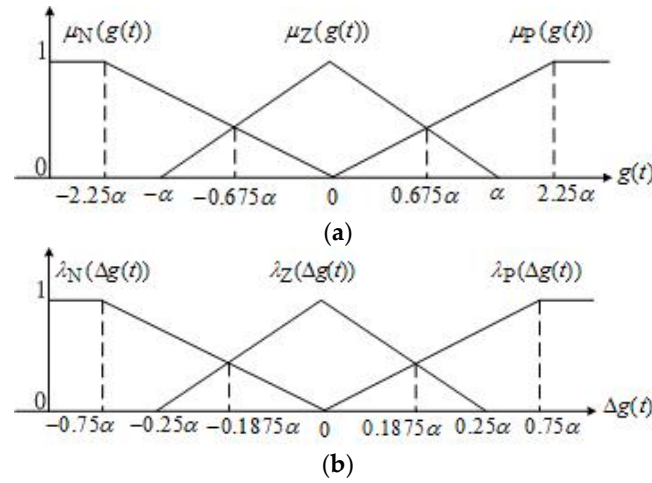 μN(g(t)) μZ(g(t)) μP(g(t))
1
0
−2.25α −α −0.675α 0 0.675α α 2.25α g(t)
(a)
λN(Δg(t)) λZ(Δg(t)) λP(Δg(t))
1
0
−0.75α −0.25α −0.1875α 0 0.1875α 0.25α 0.75α Δg(t)
(b)